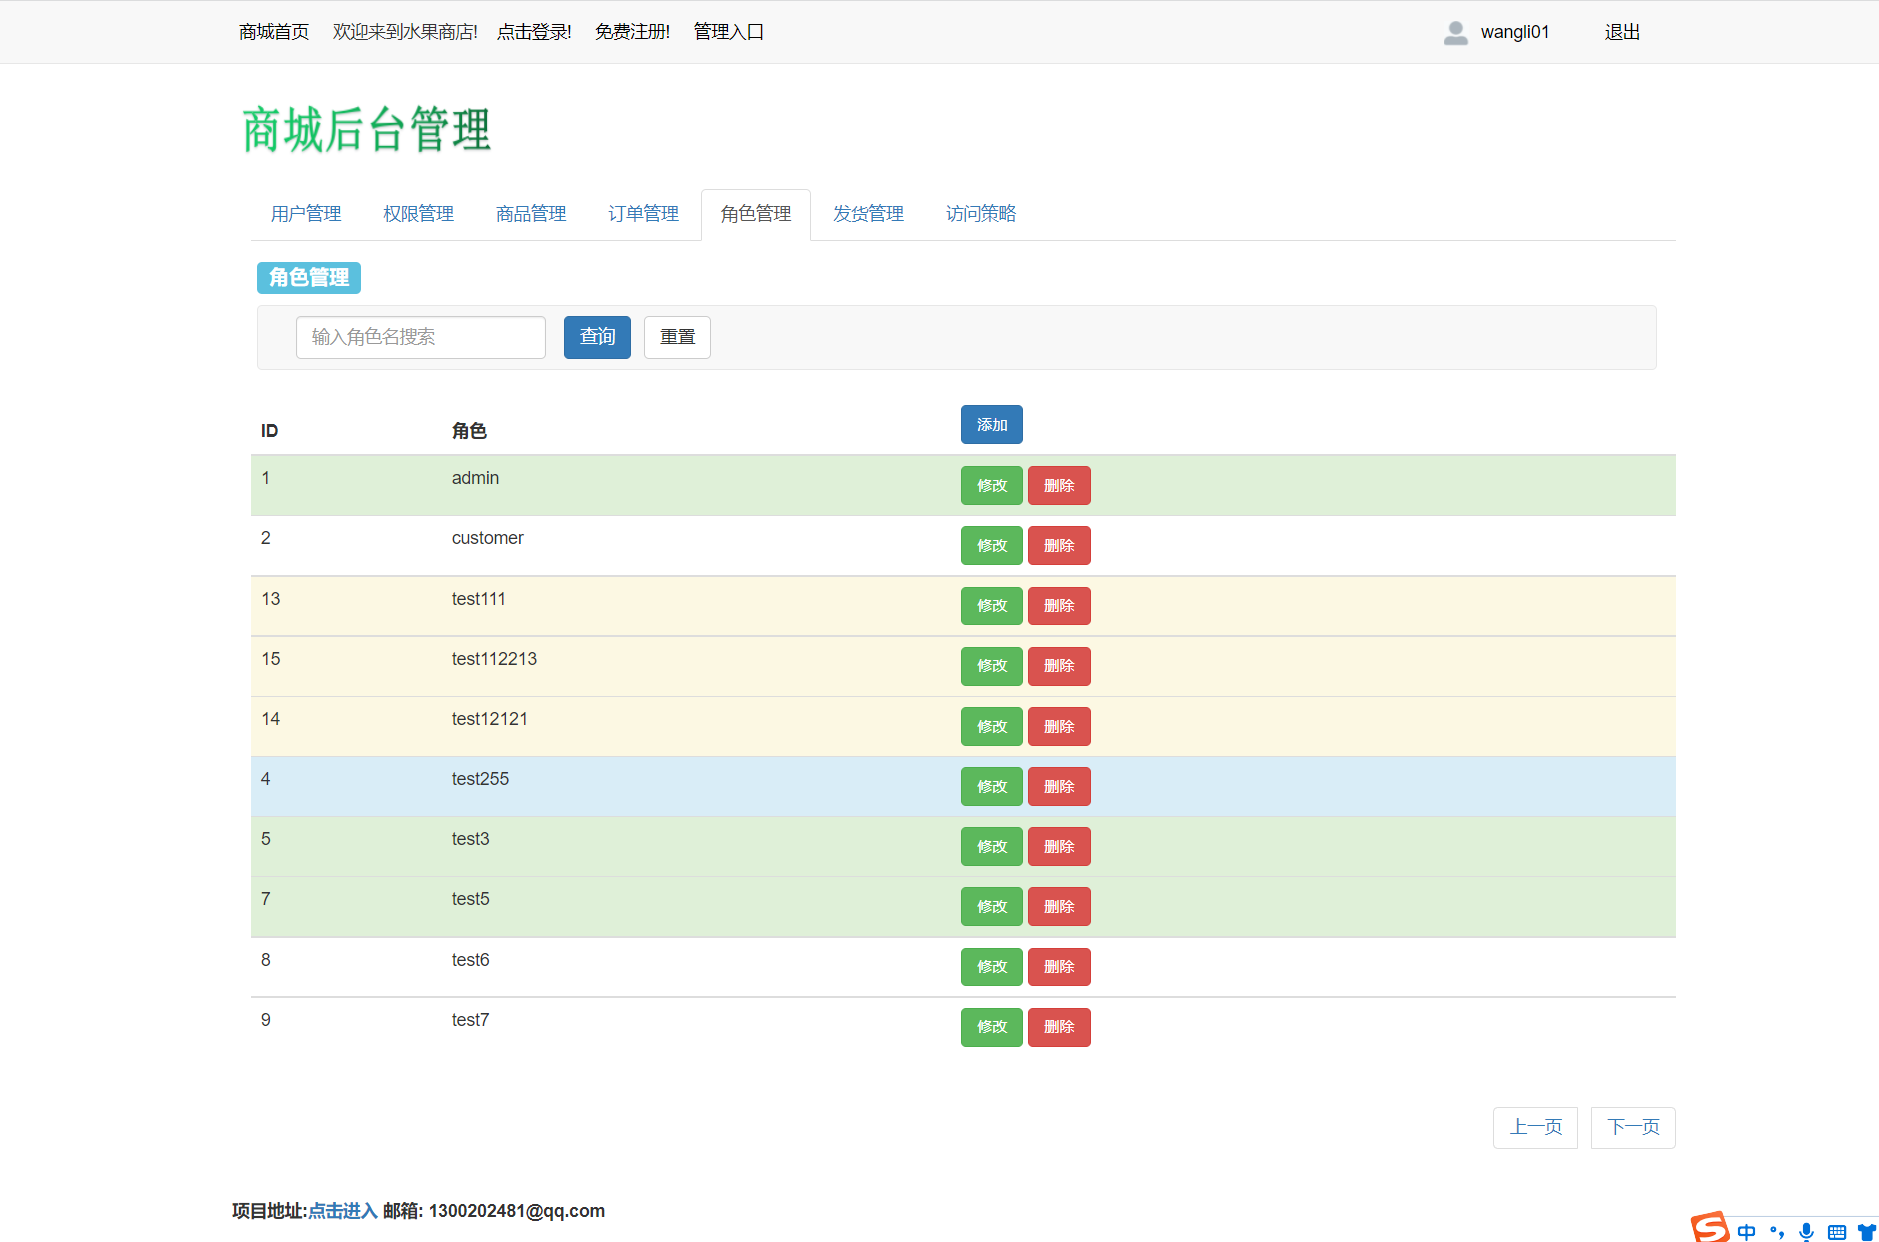 商城首页 欢迎来到水果商店! 点击登录! 免费注册! 管理入口 wangli01 退出
商城后台管理
用户管理 权限管理 商品管理 订单管理 角色管理 发货管理 访问策略
角色管理
输入角色名搜索 查询 重置
ID 角色 添加
1 admin 修改 删除
2 customer 修改 删除
13 test111 修改 删除
15 test112213 修改 删除
14 test12121 修改 删除
4 test255 修改 删除
5 test3 修改 删除
7 test5 修改 删除
8 test6 修改 删除
9 test7 修改 删除
上一页 下一页
项目地址:点击进入 邮箱: 1300202481@qq.com
S 中